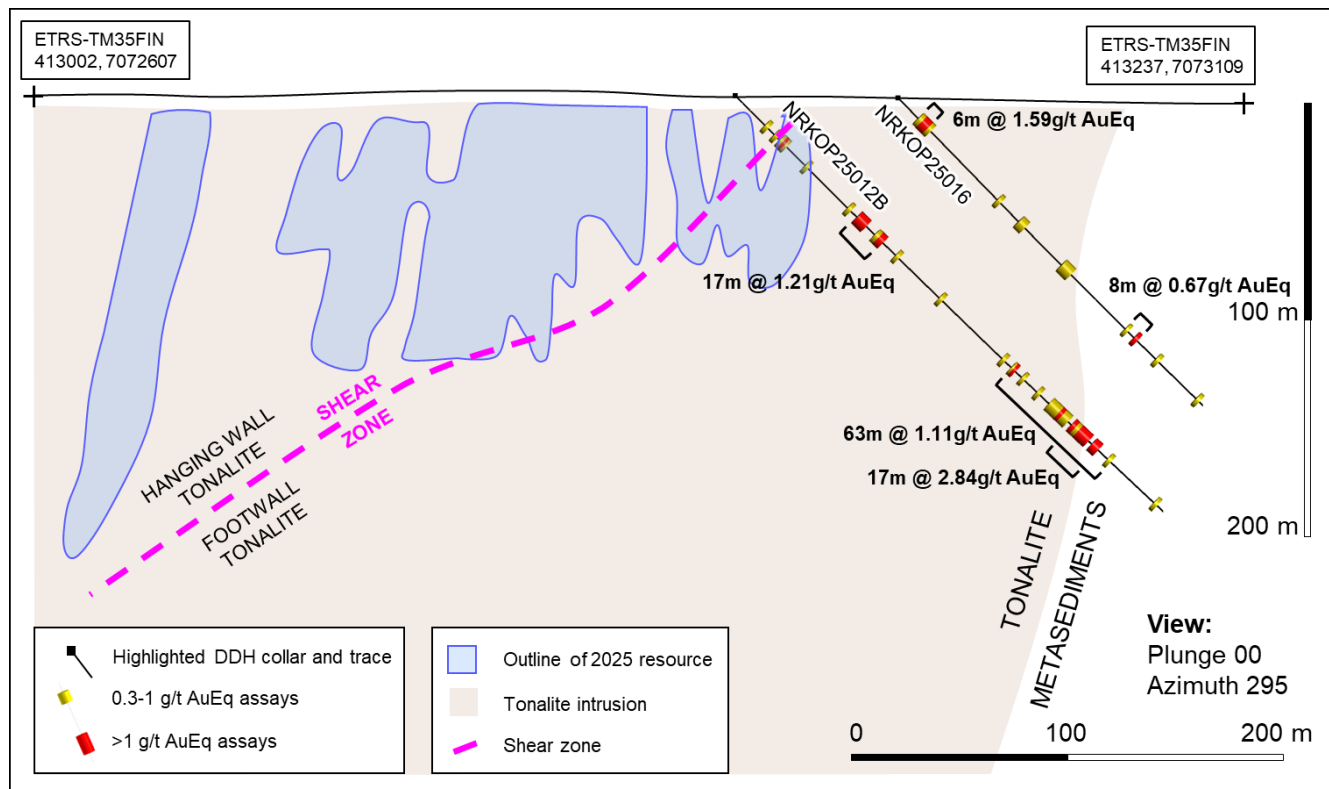 ETRS-TM35FIN
413002, 7072607
ETRS-TM35FIN
413237, 7073109
NRKOP25012B
NRKOP25016
6m @ 1.59g/t AuEq
17m @ 1.21g/t AuEq
8m @ 0.67g/t AuEq
100 m
SHEAR
ZONE
HANGING WALL
TONALITE
FOOTWALL
TONALITE
63m @ 1.11g/t AuEq
17m @ 2.84g/t AuEq
200 m
TONALITE
METASEDIMENTS
View:
Plunge 00
Azimuth 295
Highlighted DDH collar and trace
0.3-1 g/t AuEq assays
>1 g/t AuEq assays
Outline of 2025 resource
Tonalite intrusion
Shear zone
0 100 200 m